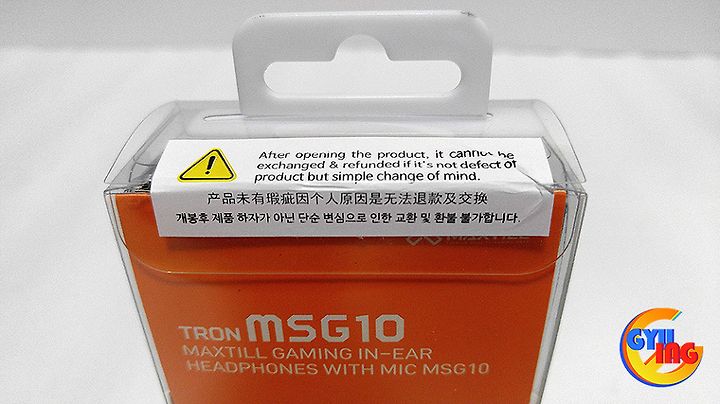 After opening the product, it cannot be
exchanged & refunded if it's not defect of
product but simple change of mind.
产品未有瑕疵因个人原因是无法退款及交换
개봉후 제품 하자가 아닌 단순 변심으로 인한 교환 및 환불 불가합니다.
MAXTILL
TRON MSG10
MAXTILL GAMING IN-EAR
HEADPHONES WITH MIC MSG10
GYU
ING